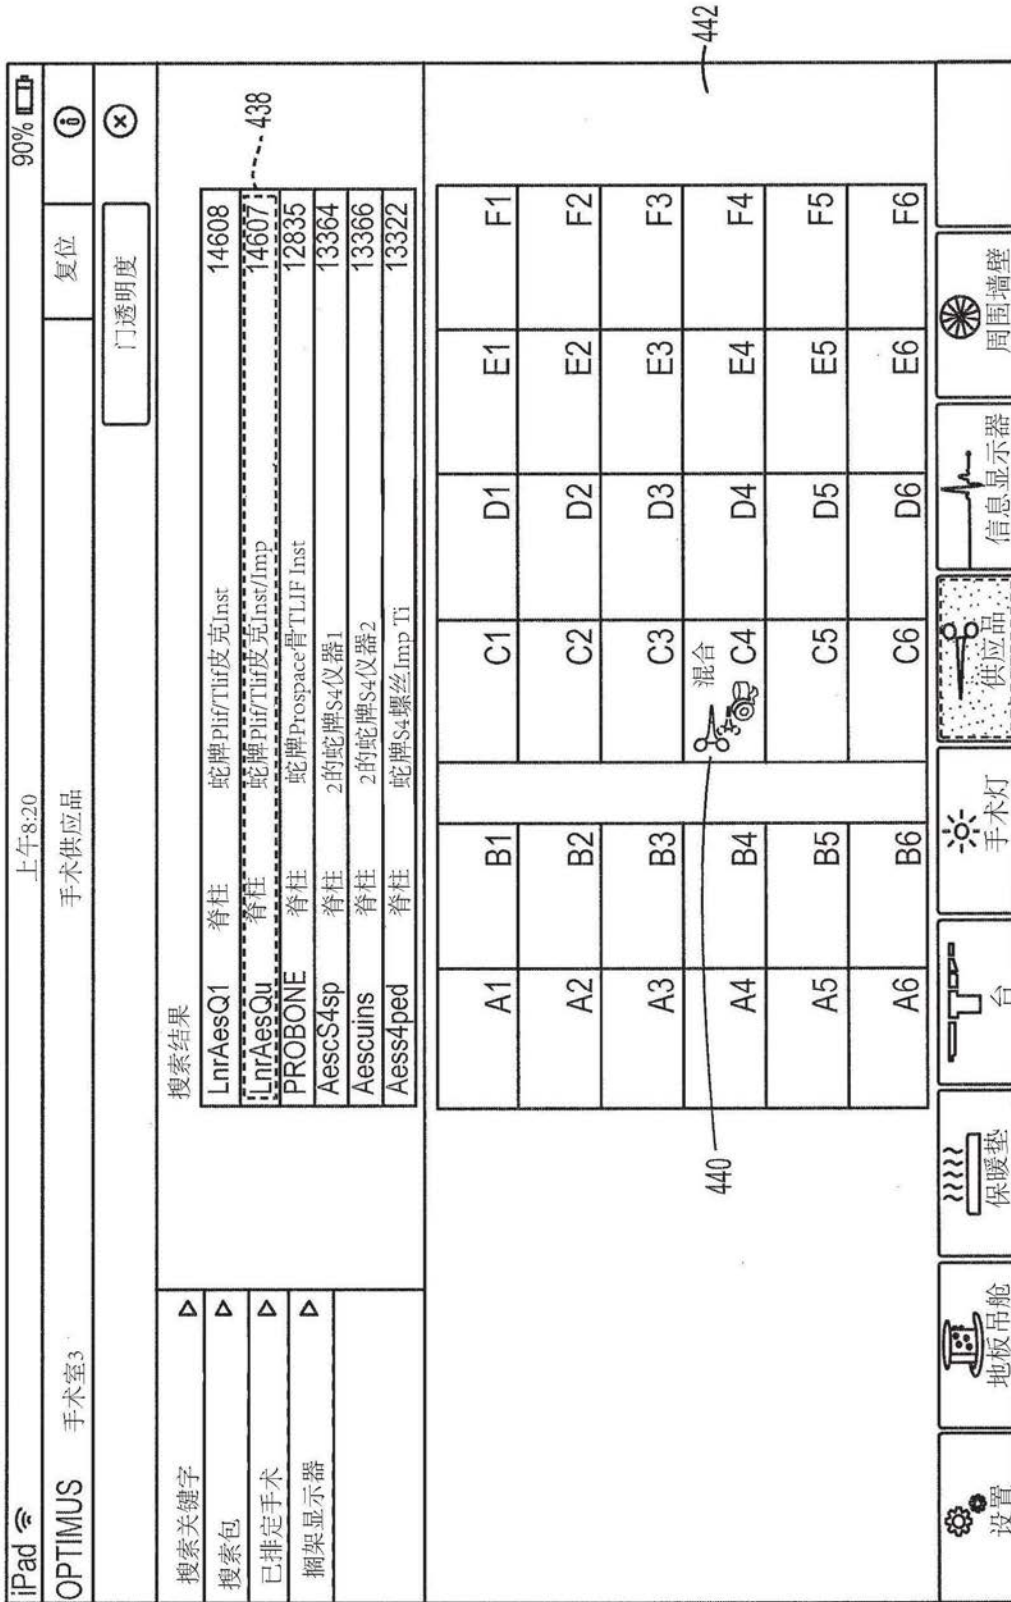 iPad 上午8:20 90%
OPTIMUS 手术室3 手术供应品 复位
门透明度
搜索关键字
搜索包
已排定手术
搁架显示器
搜索结果
LnrAesQ1 脊柱 蛇牌Plif/Tlif皮克Inst 14608
LnrAesQu 脊柱 蛇牌Plif/Tlif皮克Inst/Imp 14607
PROBONE 脊柱 蛇牌Prospace骨TLIF Inst 12835
AescS4sp 脊柱 2的蛇牌S4仪器1 13364
Aescuins 脊柱 2的蛇牌S4仪器2 13366
Aess4ped 脊柱 蛇牌S4螺丝Imp Ti 13322
438
A1 B1 C1 D1 E1 F1
A2 B2 C2 D2 E2 F2
A3 B3 C3 D3 E3 F3
混合
A4 B4 C4 D4 E4 F4
A5 B5 C5 D5 E5 F5
A6 B6 C6 D6 E6 F6
440
442
设置 地板吊舱 保暖垫 台 手术灯 供应品 信息显示器 周围墙壁